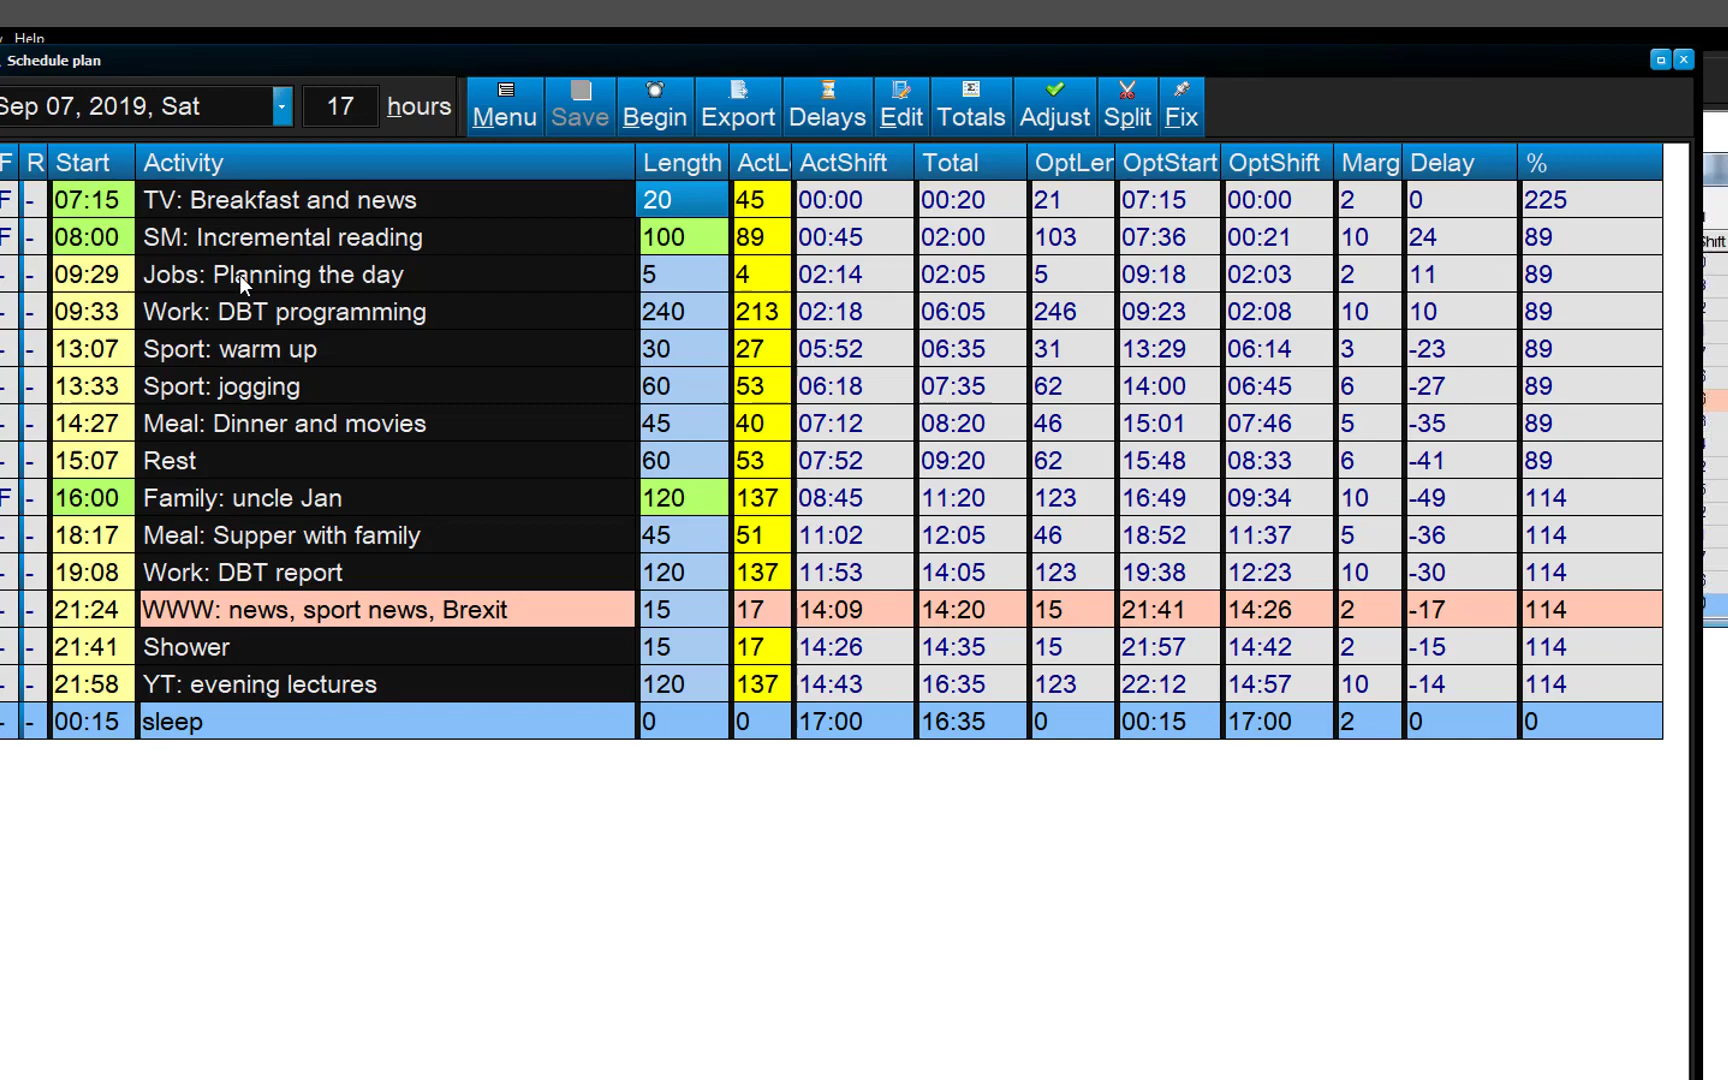 Help
Schedule plan
Sep 07, 2019, Sat 17 hours Menu Save Begin Export Delays Edit Totals Adjust Split Fix
F R Start Activity Length ActL ActShift Total OptLer OptStart OptShift Marg Delay %
F - 07:15 TV: Breakfast and news 20 45 00:00 00:20 21 07:15 00:00 2 0 225
F - 08:00 SM: Incremental reading 100 89 00:45 02:00 103 07:36 00:21 10 24 89
- - 09:29 Jobs: Planning the day 5 4 02:14 02:05 5 09:18 02:03 2 11 89
- - 09:33 Work: DBT programming 240 213 02:18 06:05 246 09:23 02:08 10 10 89
- - 13:07 Sport: warm up 30 27 05:52 06:35 31 13:29 06:14 3 -23 89
- - 13:33 Sport: jogging 60 53 06:18 07:35 62 14:00 06:45 6 -27 89
- - 14:27 Meal: Dinner and movies 45 40 07:12 08:20 46 15:01 07:46 5 -35 89
- - 15:07 Rest 60 53 07:52 09:20 62 15:48 08:33 6 -41 89
F - 16:00 Family: uncle Jan 120 137 08:45 11:20 123 16:49 09:34 10 -49 114
- - 18:17 Meal: Supper with family 45 51 11:02 12:05 46 18:52 11:37 5 -36 114
- - 19:08 Work: DBT report 120 137 11:53 14:05 123 19:38 12:23 10 -30 114
- - 21:24 WWW: news, sport news, Brexit 15 17 14:09 14:20 15 21:41 14:26 2 -17 114
- - 21:41 Shower 15 17 14:26 14:35 15 21:57 14:42 2 -15 114
- - 21:58 YT: evening lectures 120 137 14:43 16:35 123 22:12 14:57 10 -14 114
- - 00:15 sleep 0 0 17:00 16:35 0 00:15 17:00 2 0 0